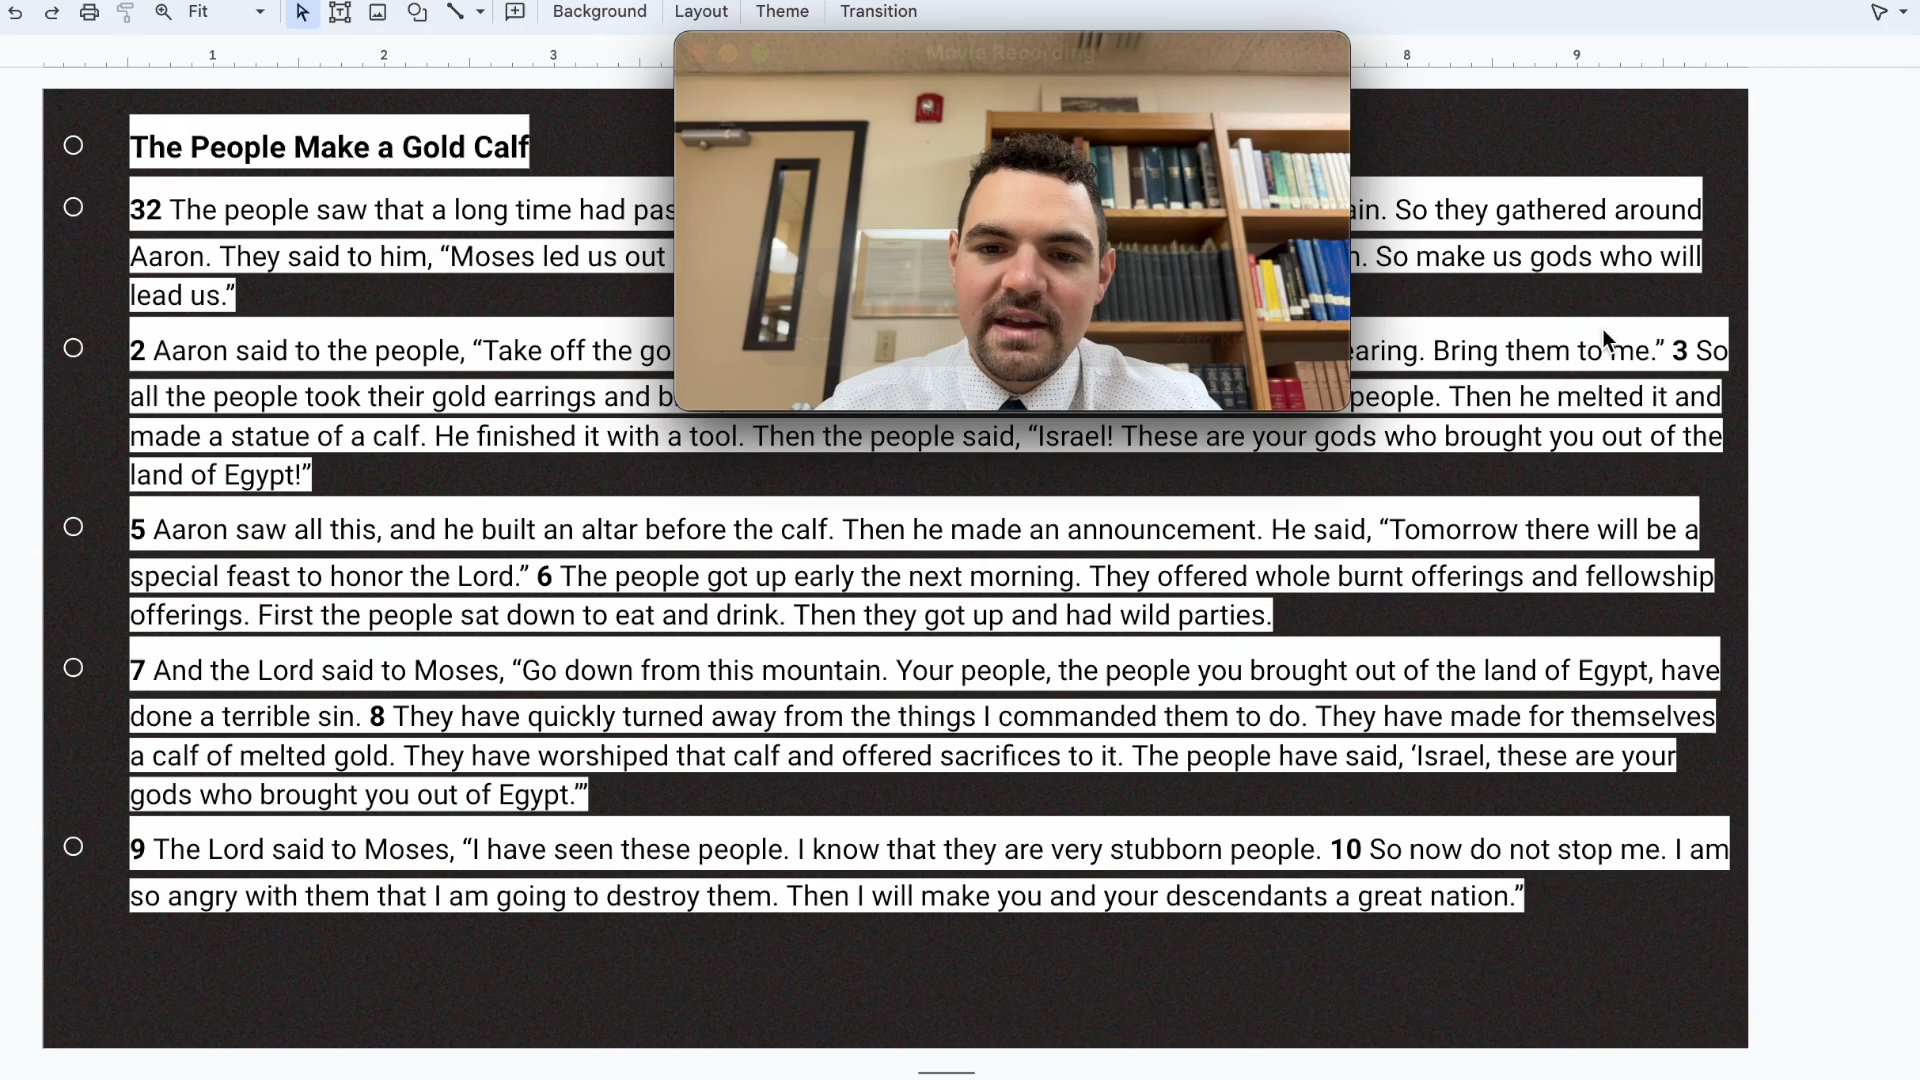 Fit Background Layout Theme Transition
1 2 3 8 9
Movie Recording
The People Make a Gold Calf
32 The people saw that a long time had pas ain. So they gathered around
Aaron. They said to him, “Moses led us out n. So make us gods who will
lead us.”
2 Aaron said to the people, “Take off the go earing. Bring them to me.” 3 So
all the people took their gold earrings and b people. Then he melted it and
made a statue of a calf. He finished it with a tool. Then the people said, “Israel! These are your gods who brought you out of the
land of Egypt!”
5 Aaron saw all this, and he built an altar before the calf. Then he made an announcement. He said, “Tomorrow there will be a
special feast to honor the Lord.” 6 The people got up early the next morning. They offered whole burnt offerings and fellowship
offerings. First the people sat down to eat and drink. Then they got up and had wild parties.
7 And the Lord said to Moses, “Go down from this mountain. Your people, the people you brought out of the land of Egypt, have
done a terrible sin. 8 They have quickly turned away from the things I commanded them to do. They have made for themselves
a calf of melted gold. They have worshiped that calf and offered sacrifices to it. The people have said, ‘Israel, these are your
gods who brought you out of Egypt.’”
9 The Lord said to Moses, “I have seen these people. I know that they are very stubborn people. 10 So now do not stop me. I am
so angry with them that I am going to destroy them. Then I will make you and your descendants a great nation.”